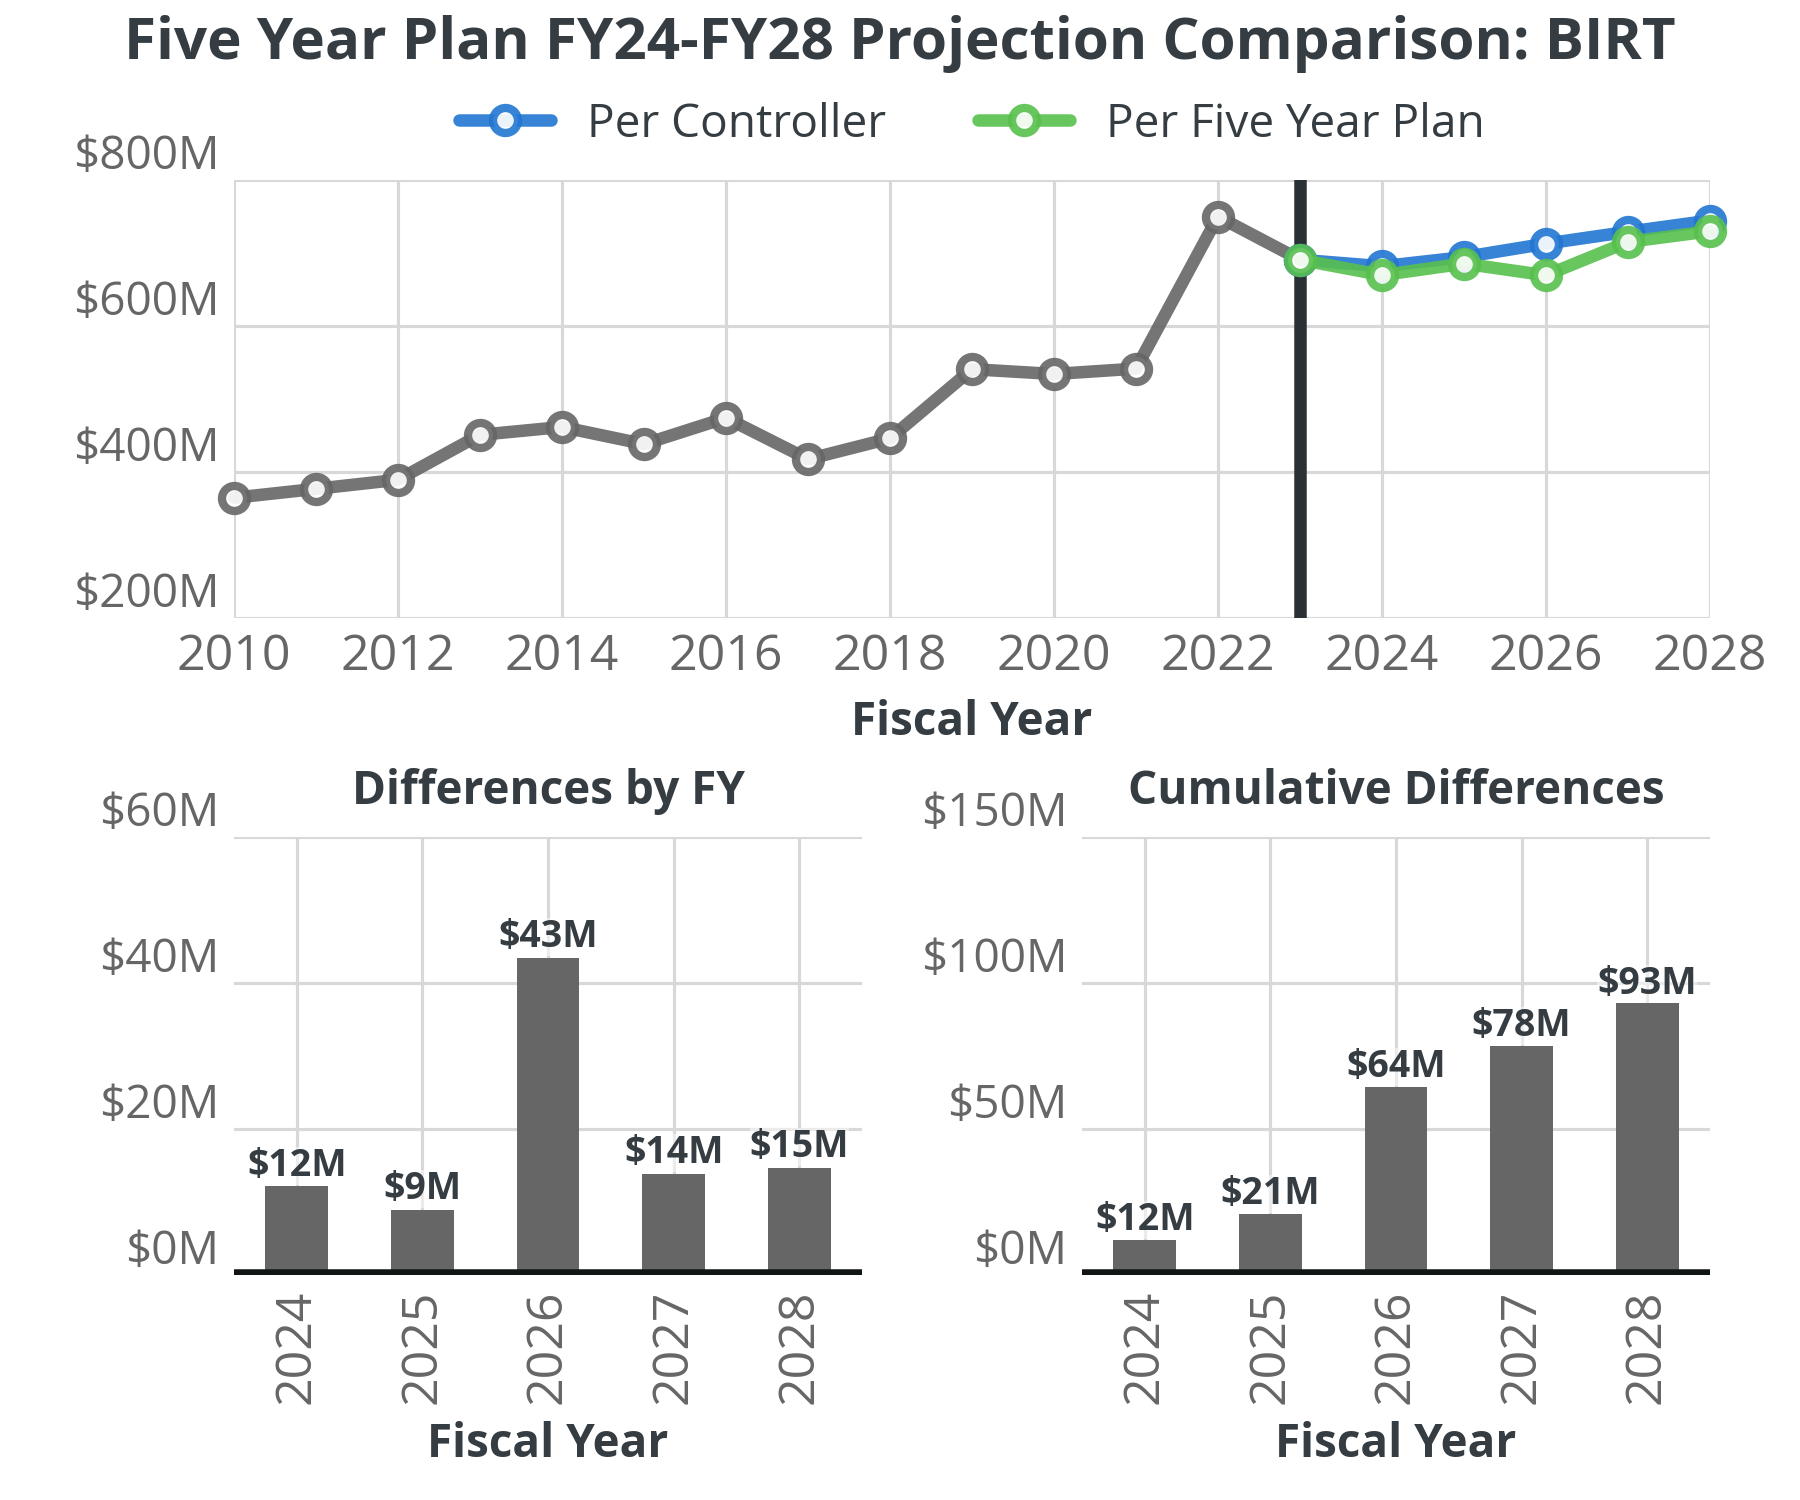 Five Year Plan FY24-FY28 Projection Comparison: BIRT
Per Controller
Per Five Year Plan
$800M
$600M
$400M
$200M
2010 2012 2014 2016 2018 2020 2022 2024 2026 2028
Fiscal Year
Differences by FY
$60M
$40M
$20M
$0M
$12M
$9M
$43M
$14M
$15M
2024 2025 2026 2027 2028
Fiscal Year
Cumulative Differences
$150M
$100M
$50M
$0M
$12M
$21M
$64M
$78M
$93M
2024 2025 2026 2027 2028
Fiscal Year